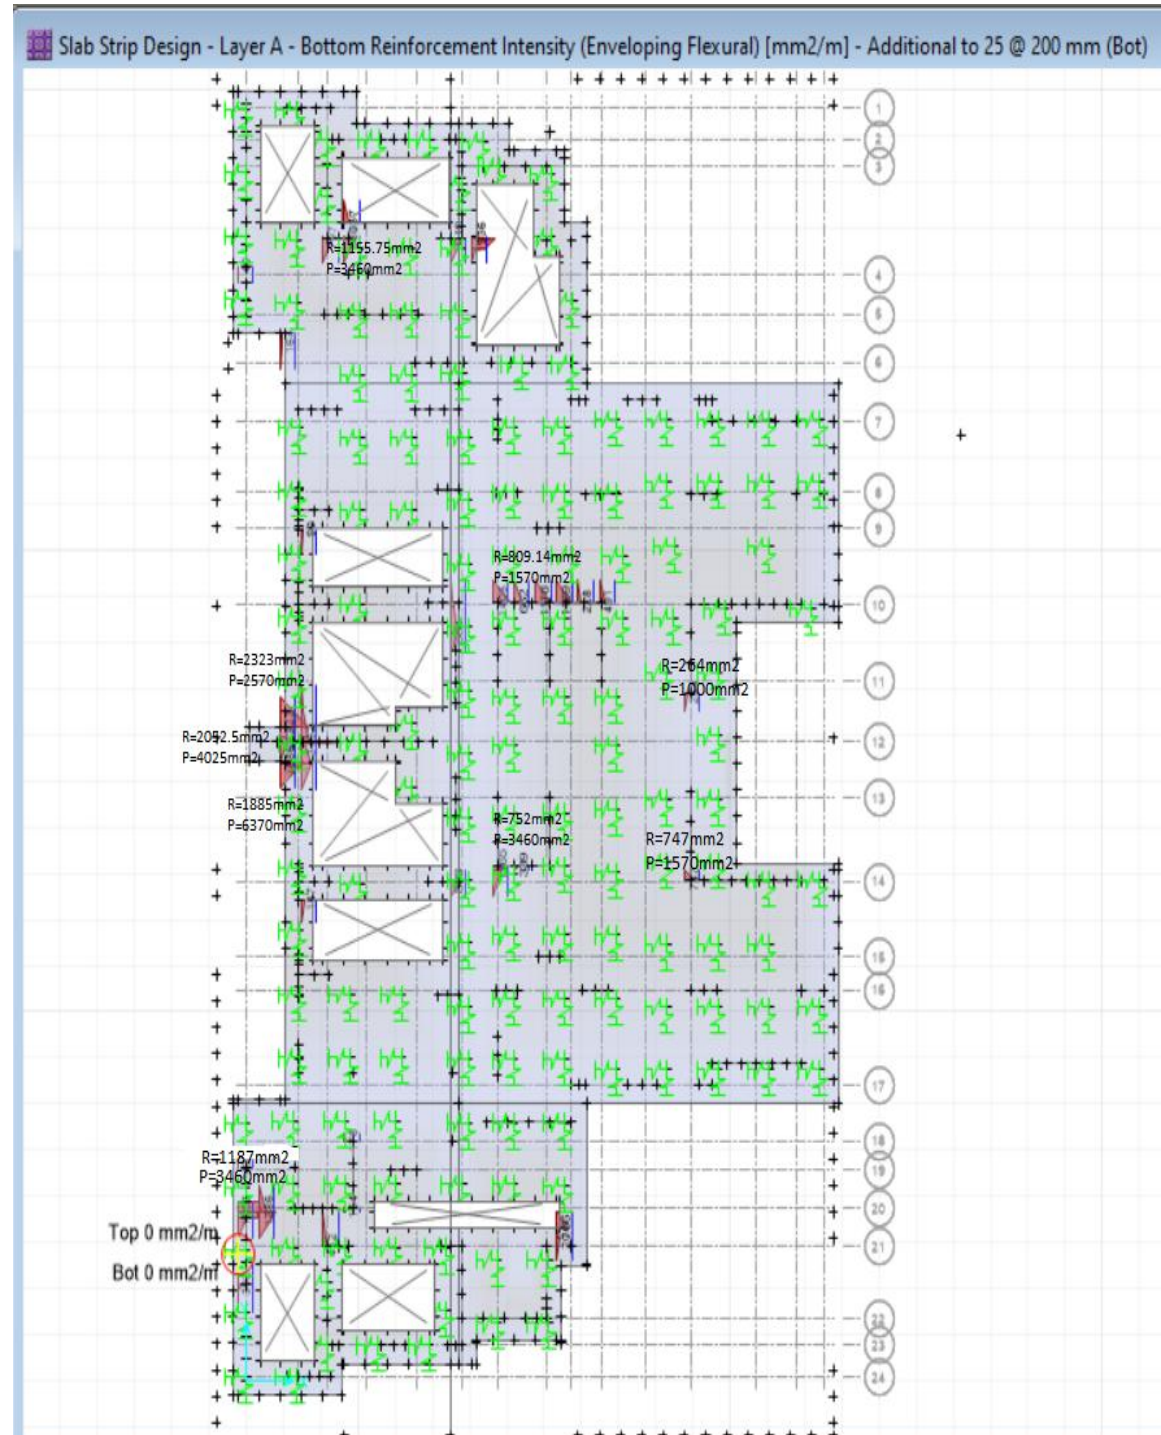 Slab Strip Design - Layer A - Bottom Reinforcement Intensity (Enveloping Flexural) [mm2/m] - Additional to 25 @ 200 mm (Bot)
1
2
3
R=1155.75mm2
P=3460mm2
4
5
6
7
8
9
R=809.14mm2
P=1570mm2
10
R=2323mm2
P=2570mm2
R=264mm2
P=1000mm2
11
R=2052.5mm2
P=4025mm2
12
R=1885mm2
P=6370mm2
13
R=752mm2
P=3460mm2
R=747mm2
P=1570mm2
14
15
16
17
18
R=1187mm2
P=3460mm2
19
20
Top 0 mm2/m
21
Bot 0 mm2/m
22
23
24